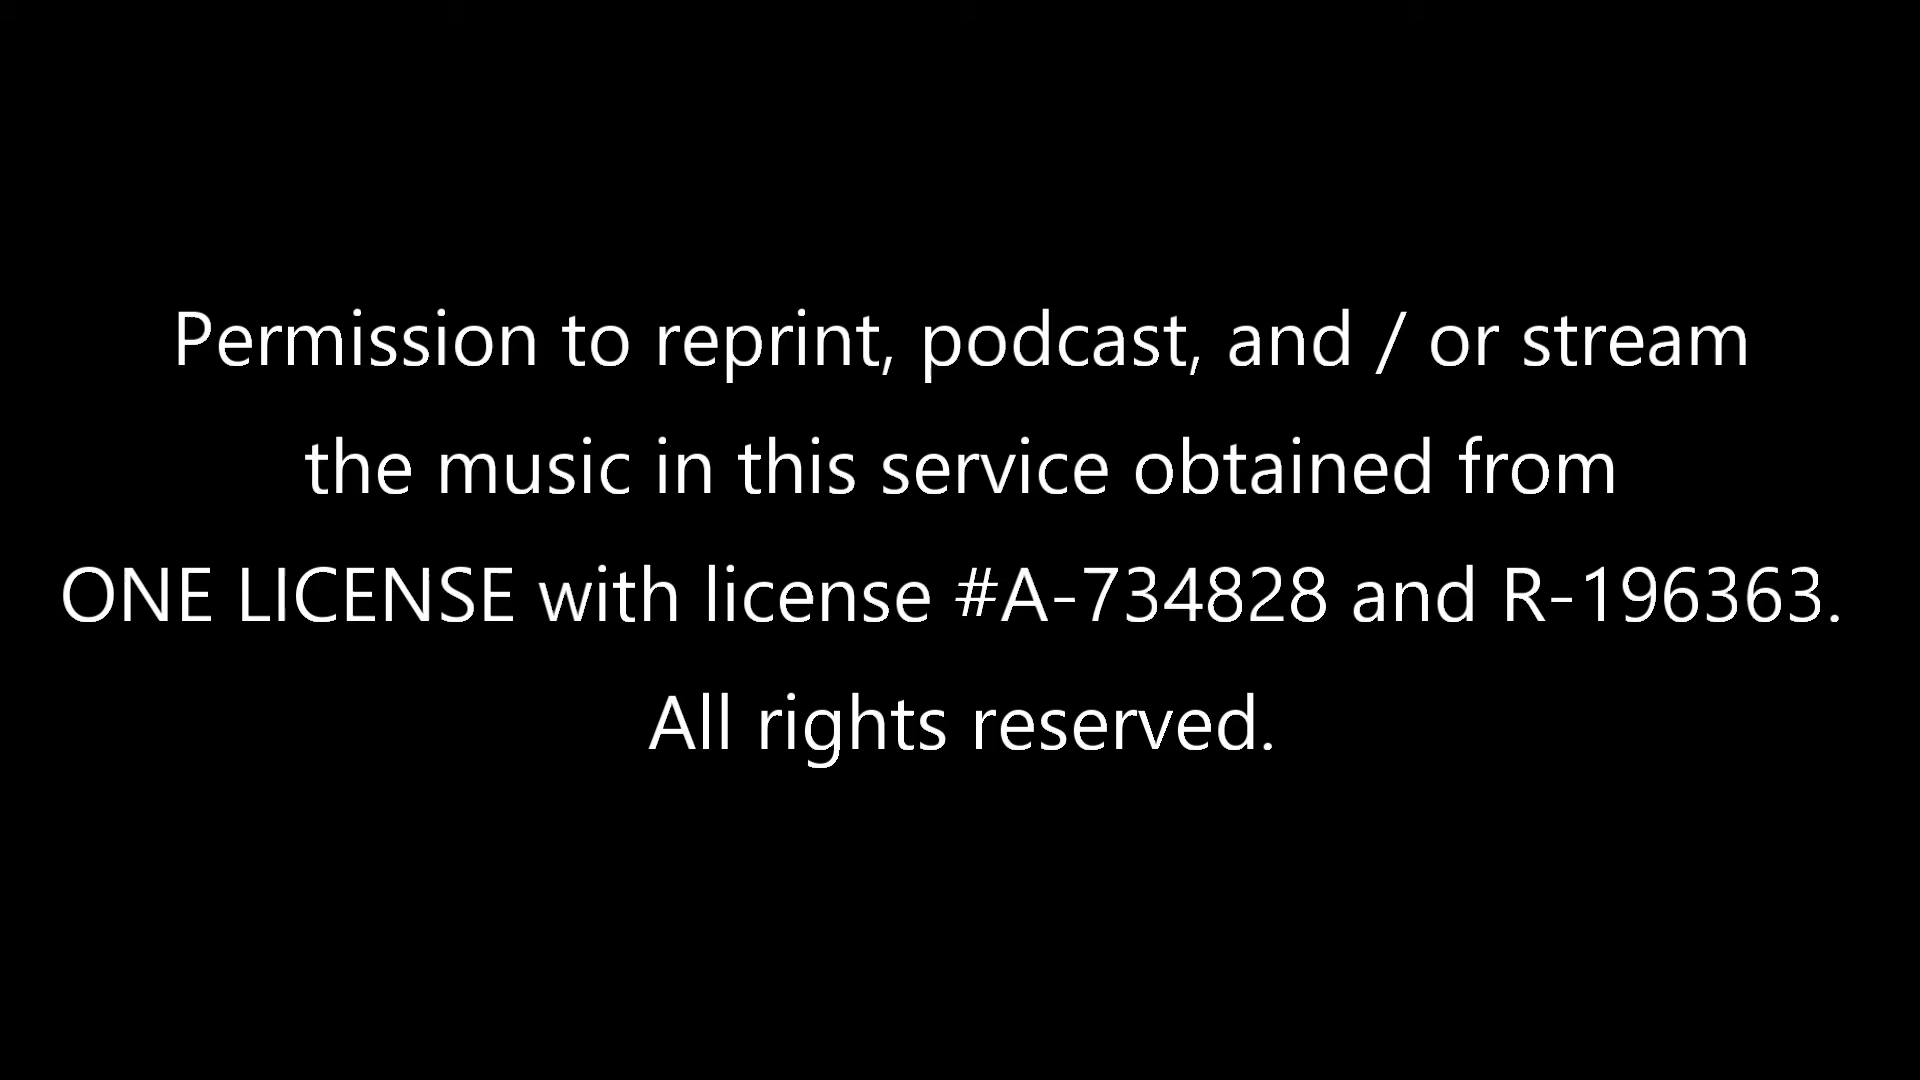 Permission to reprint, podcast, and / or stream
the music in this service obtained from
ONE LICENSE with license #A-734828 and R-196363.
All rights reserved.